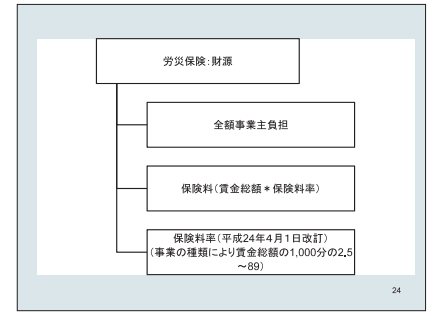 労災保険：財源
全額事業主負担
保険料（賃金総額＊保険料率）
保険料率（平成24年4月1日改訂）
（事業の種類により賃金総額の1,000分の2.5
～89）
24